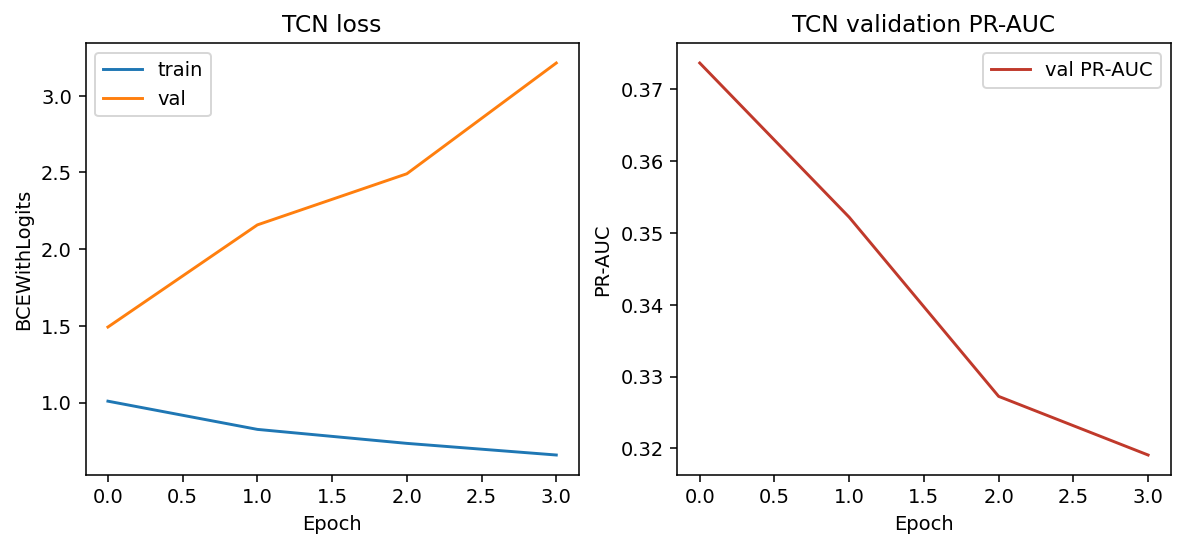 TCN loss
train
val
BCEWithLogits
3.0
2.5
2.0
1.5
1.0
0.0 0.5 1.0 1.5 2.0 2.5 3.0
Epoch
TCN validation PR-AUC
val PR-AUC
PR-AUC
0.37
0.36
0.35
0.34
0.33
0.32
0.0 0.5 1.0 1.5 2.0 2.5 3.0
Epoch